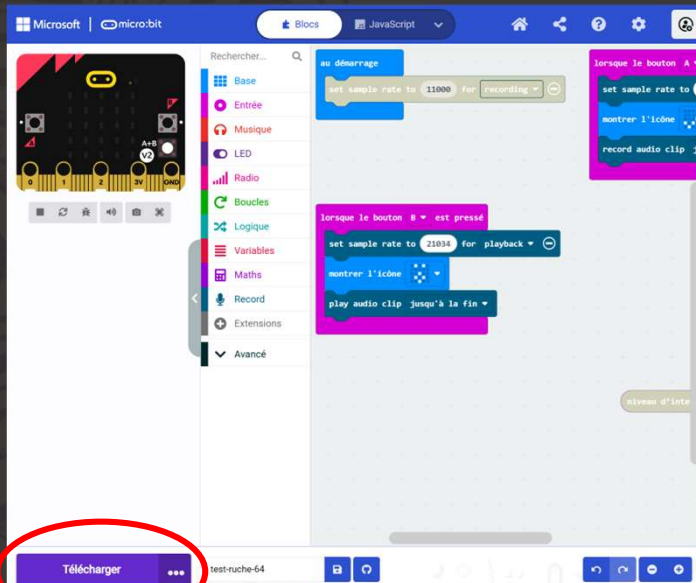 Microsoft | micro:bit
Blocs
JavaScript
Rechercher...
Base
Entrée
Musique
LED
Radio
Boucles
Logique
Variables
Maths
Record
Extensions
Avancé
A+B
V2
0 1 2 3V GND
au démarrage
set sample rate to 11000 for recording
lorsque le bouton A
set sample rate to
montrer l'icône
record audio clip
lorsque le bouton B est pressé
set sample rate to 21034 for playback
montrer l'icône
play audio clip jusqu'à la fin
niveau d'inte
Télécharger
test-ruche-64